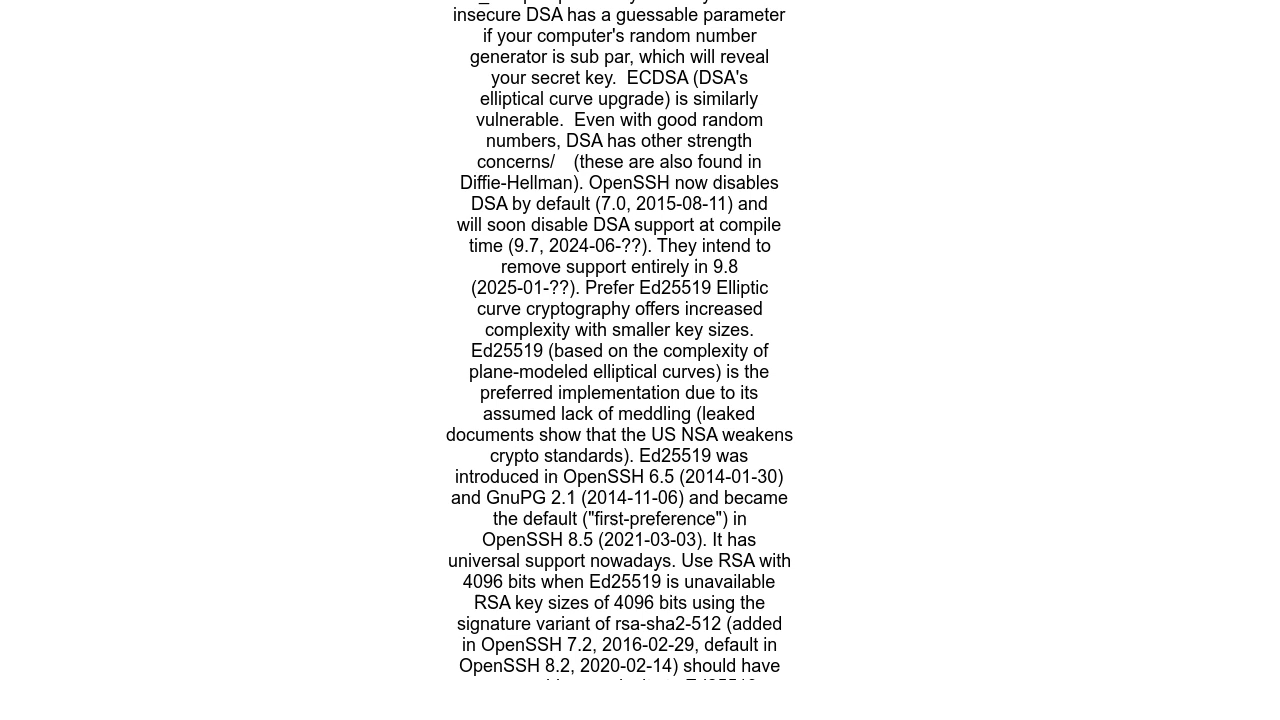 insecure DSA has a guessable parameter
if your computer's random number
generator is sub par, which will reveal
your secret key.  ECDSA (DSA's
elliptical curve upgrade) is similarly
vulnerable.  Even with good random
numbers, DSA has other strength
concerns/    (these are also found in
Diffie-Hellman). OpenSSH now disables
DSA by default (7.0, 2015-08-11) and
will soon disable DSA support at compile
time (9.7, 2024-06-??). They intend to
remove support entirely in 9.8
(2025-01-??). Prefer Ed25519 Elliptic
curve cryptography offers increased
complexity with smaller key sizes.
Ed25519 (based on the complexity of
plane-modeled elliptical curves) is the
preferred implementation due to its
assumed lack of meddling (leaked
documents show that the US NSA weakens
crypto standards). Ed25519 was
introduced in OpenSSH 6.5 (2014-01-30)
and GnuPG 2.1 (2014-11-06) and became
the default ("first-preference") in
OpenSSH 8.5 (2021-03-03). It has
universal support nowadays. Use RSA with
4096 bits when Ed25519 is unavailable
RSA key sizes of 4096 bits using the
signature variant of rsa-sha2-512 (added
in OpenSSH 7.2, 2016-02-29, default in
OpenSSH 8.2, 2020-02-14) should have